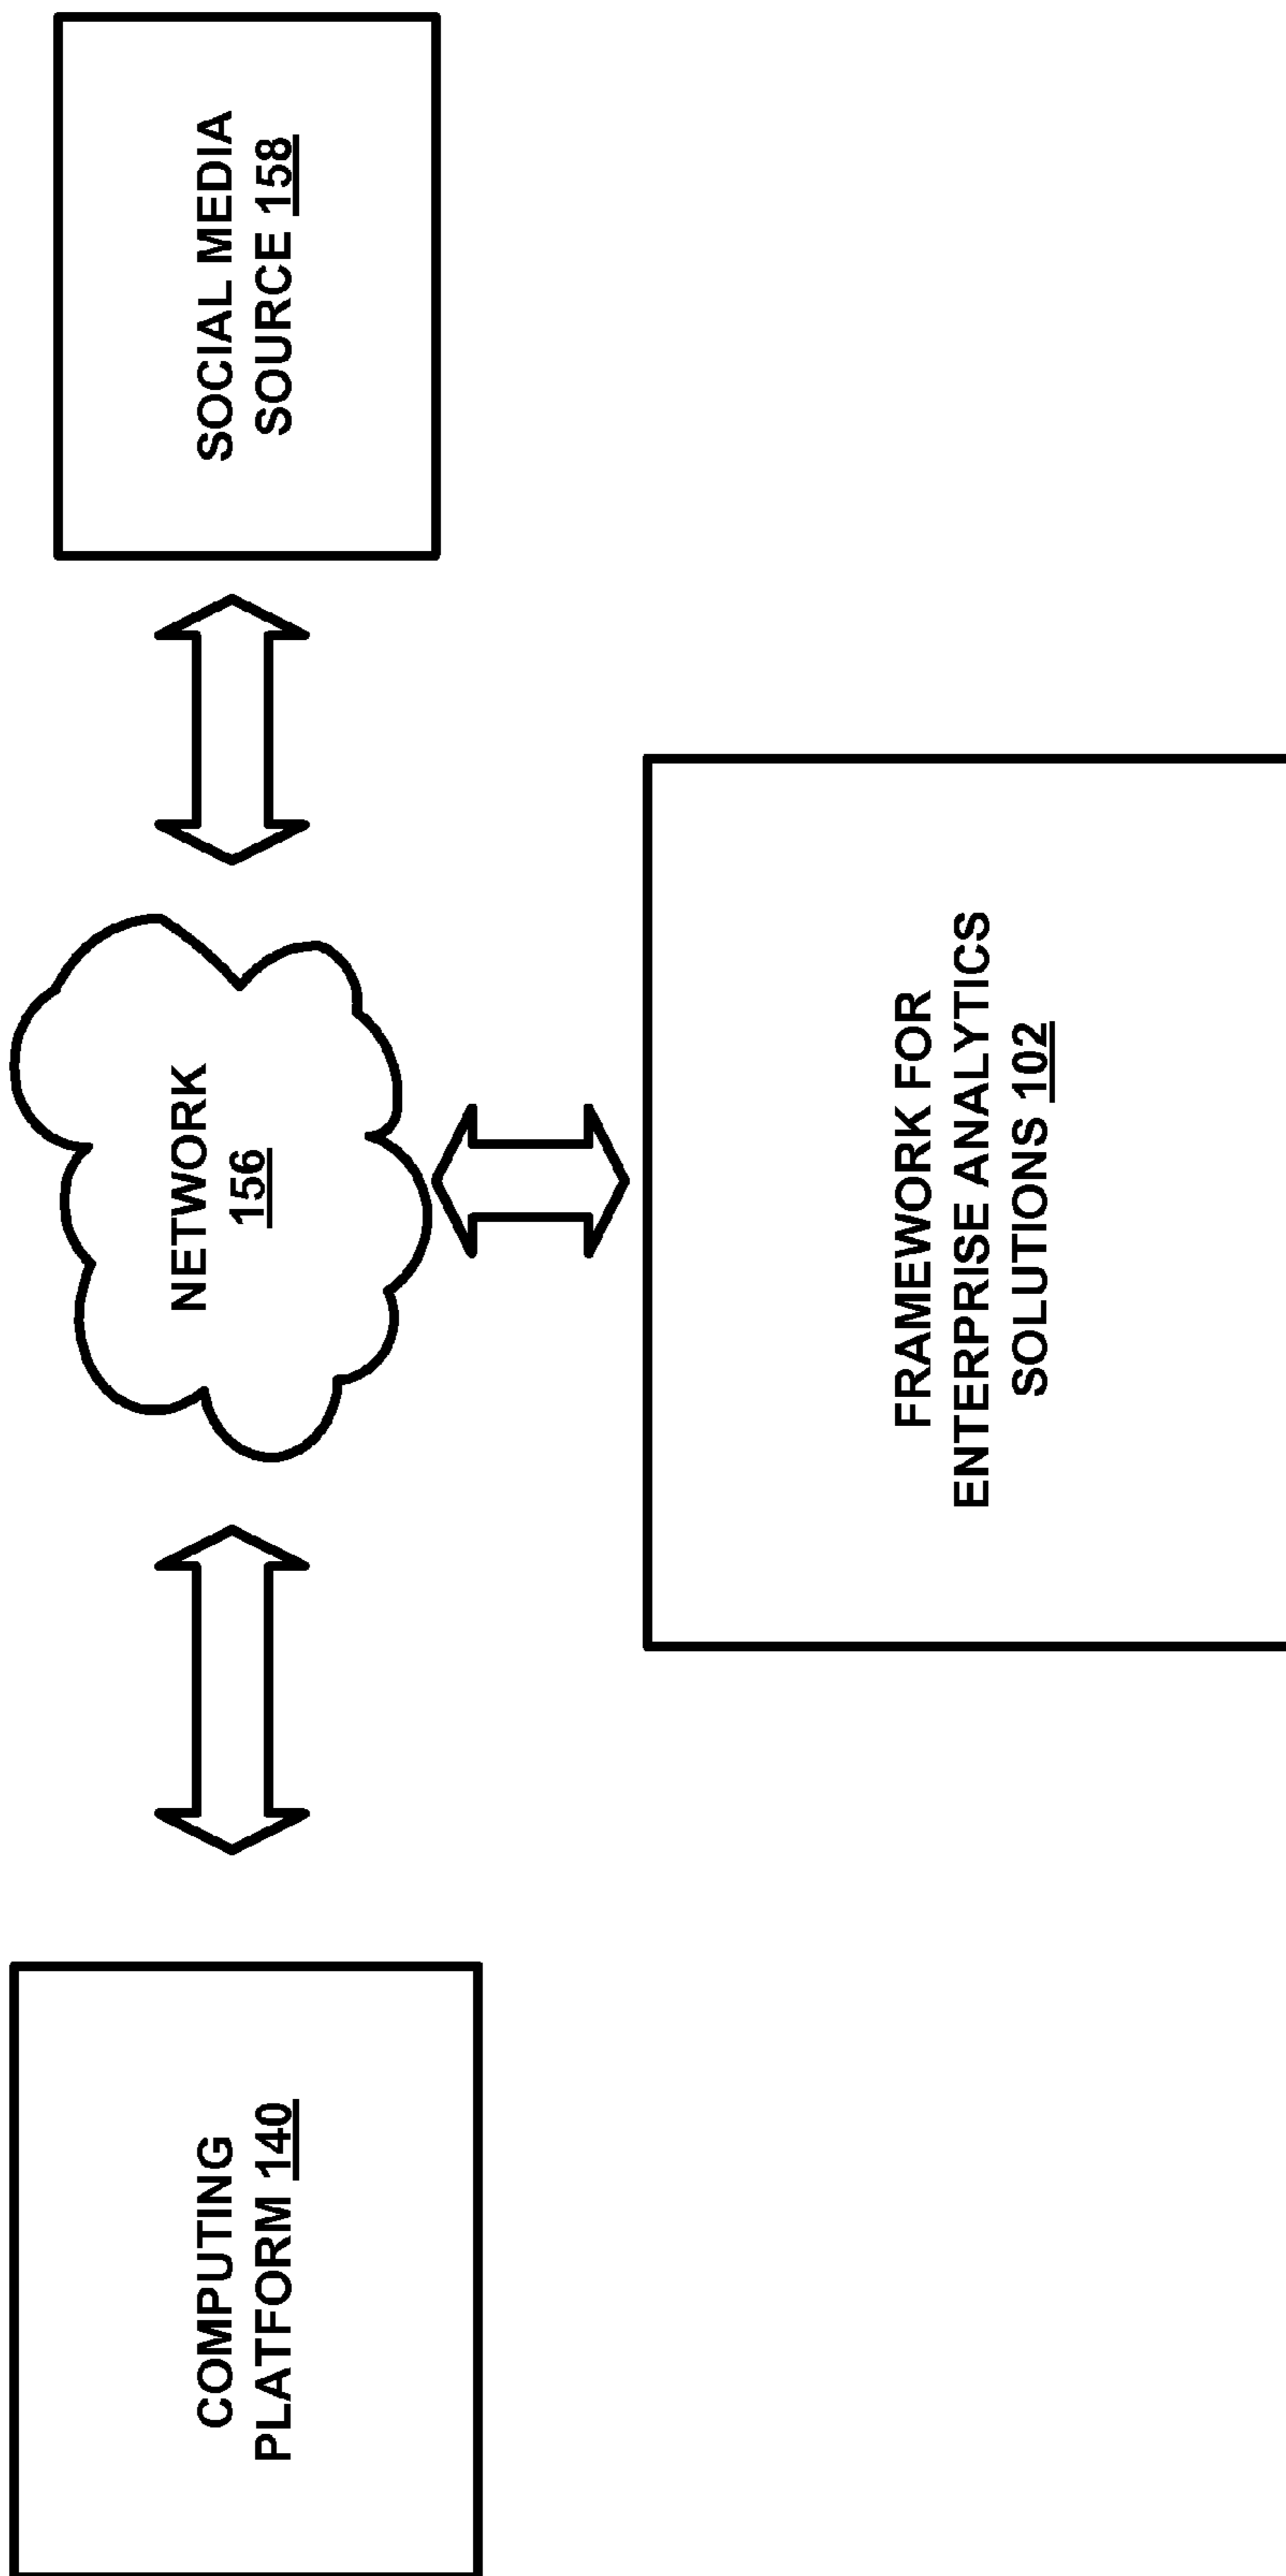 COMPUTING
PLATFORM 140
NETWORK
156
SOCIAL MEDIA
SOURCE 158
FRAMEWORK FOR
ENTERPRISE ANALYTICS
SOLUTIONS 102